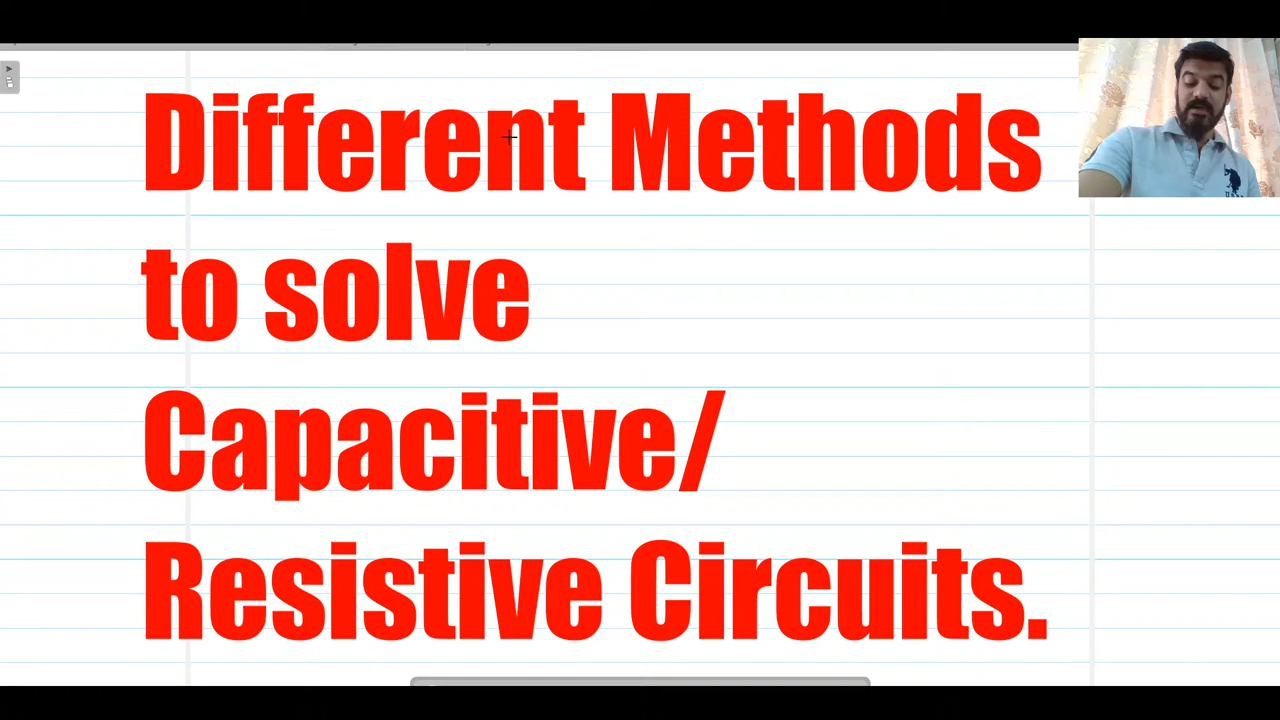 Different Methods
to solve
Capacitive/
Resistive Circuits.